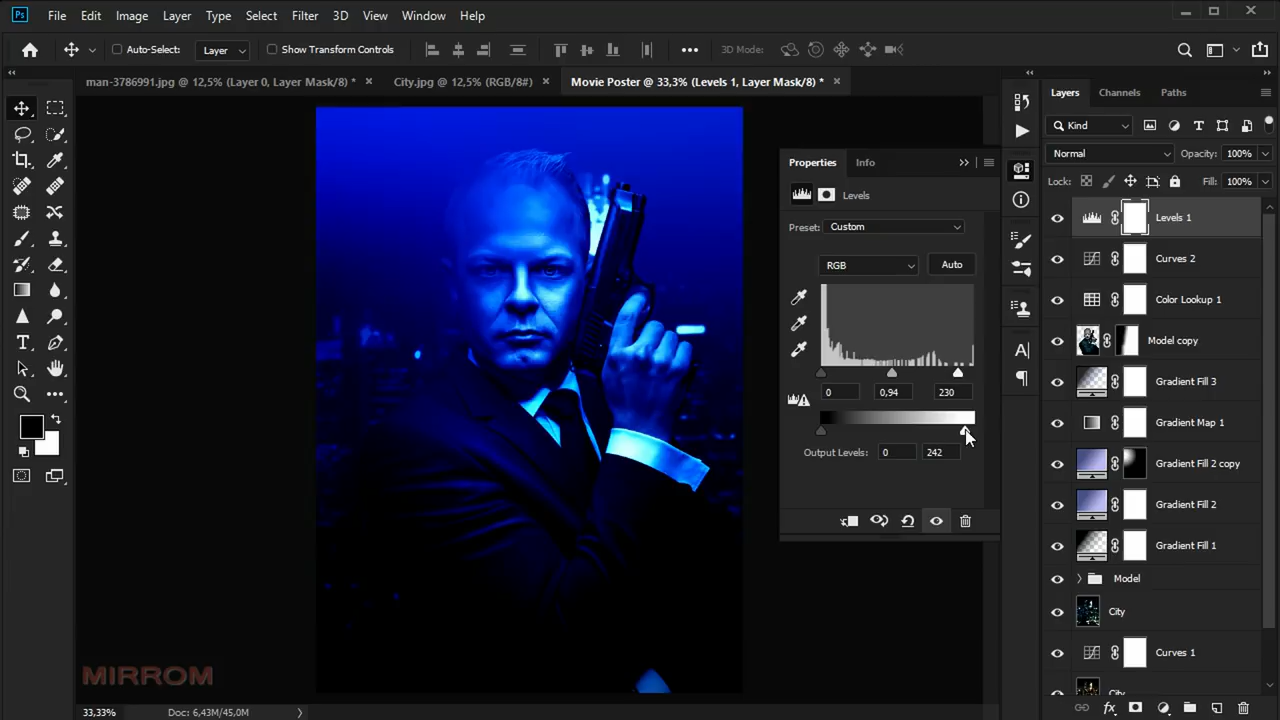 Ps File Edit Image Layer Type Select Filter 3D View Window Help
Auto-Select: Layer Show Transform Controls 3D Mode:
man-3786991.jpg @ 12,5% (Layer 0, Layer Mask/8) * City.jpg @ 12,5% (RGB/8#) Movie Poster @ 33,3% (Levels 1, Layer Mask/8) *
Properties Info
Levels
Preset: Custom
RGB Auto
0 0,94 230
Output Levels: 0 242
Layers Channels Paths
Kind
Normal Opacity: 100%
Lock: Fill: 100%
Levels 1
Curves 2
Color Lookup 1
Model copy
Gradient Fill 3
Gradient Map 1
Gradient Fill 2 copy
Gradient Fill 2
Gradient Fill 1
Model
City
Curves 1
City
MIRROM
33,33% Doc: 6,43M/45,0M